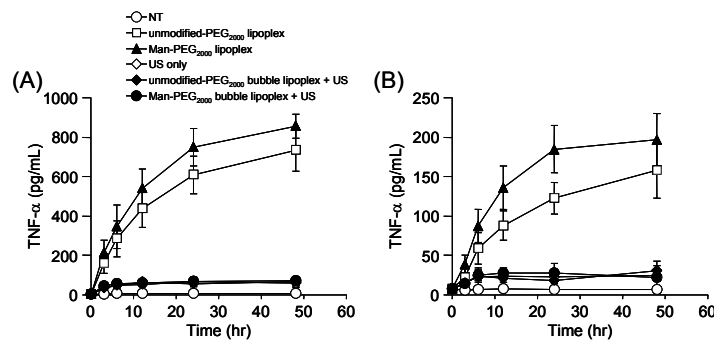 NT
unmodified-PEG2000 lipoplex
Man-PEG2000 lipoplex
US only
unmodified-PEG2000 bubble lipoplex + US
Man-PEG2000 bubble lipoplex + US
(A)
1000
800
600
400
200
0
TNF-α (pg/mL)
0 10 20 30 40 50 60
Time (hr)
(B)
250
200
150
100
50
0
TNF-α (pg/mL)
0 10 20 30 40 50 60
Time (hr)